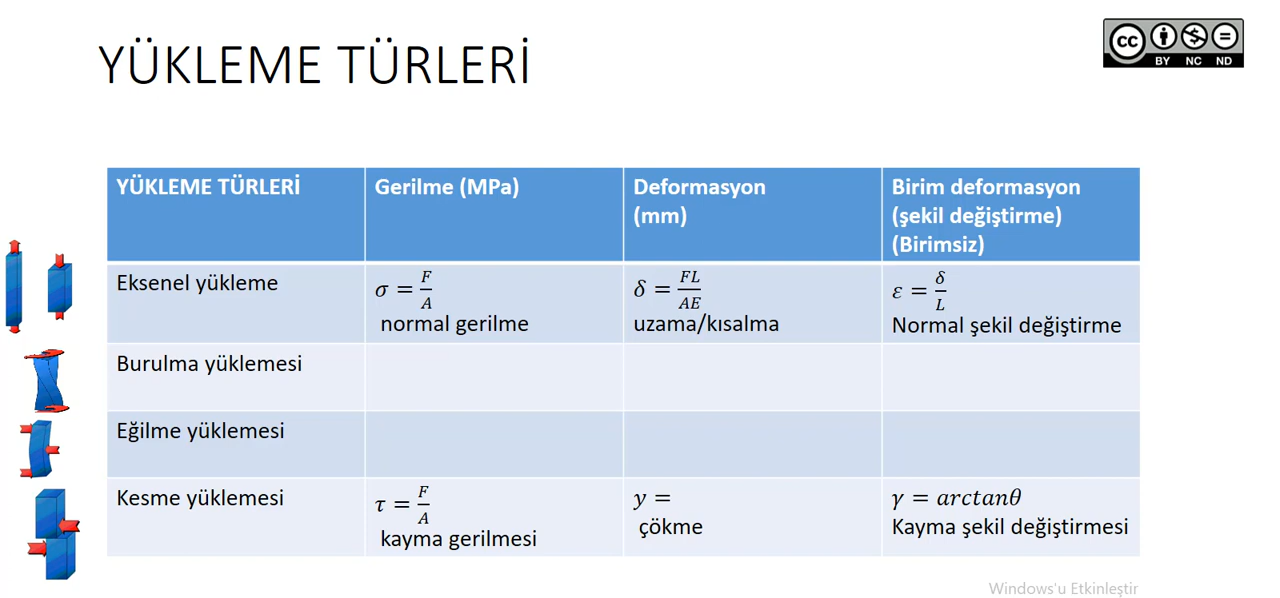 YÜKLEME TÜRLERİ
cc
BY NC ND
YÜKLEME TÜRLERİ
Gerilme (MPa)
Deformasyon
(mm)
Birim deformasyon
(şekil değiştirme)
(Birimsiz)
Eksenel yükleme
σ = F/A
normal gerilme
δ = FL/AE
uzama/kısalma
ε = δ/L
Normal şekil değiştirme
Burulma yüklemesi
Eğilme yüklemesi
Kesme yüklemesi
τ = F/A
kayma gerilmesi
y =
çökme
γ = arctanθ
Kayma şekil değiştirmesi
Windows'u Etkinleştir